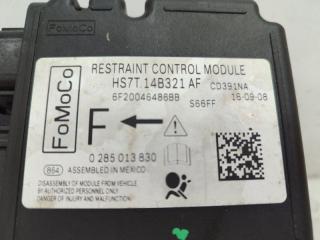 FoMoCo
RESTRAINT CONTROL MODULE
HS7T 14B321 AF CD391NA
6F20046486BB S66FF 16-09-08
FoMoCo
F
0 285 013 830
864 ASSEMBLED IN MEXICO
DISASSEMBLY OF MODULE FROM VEHICLE
BY AUTHORIZED PERSONNEL ONLY
DANGER OF INJURY AND MALFUNCTION